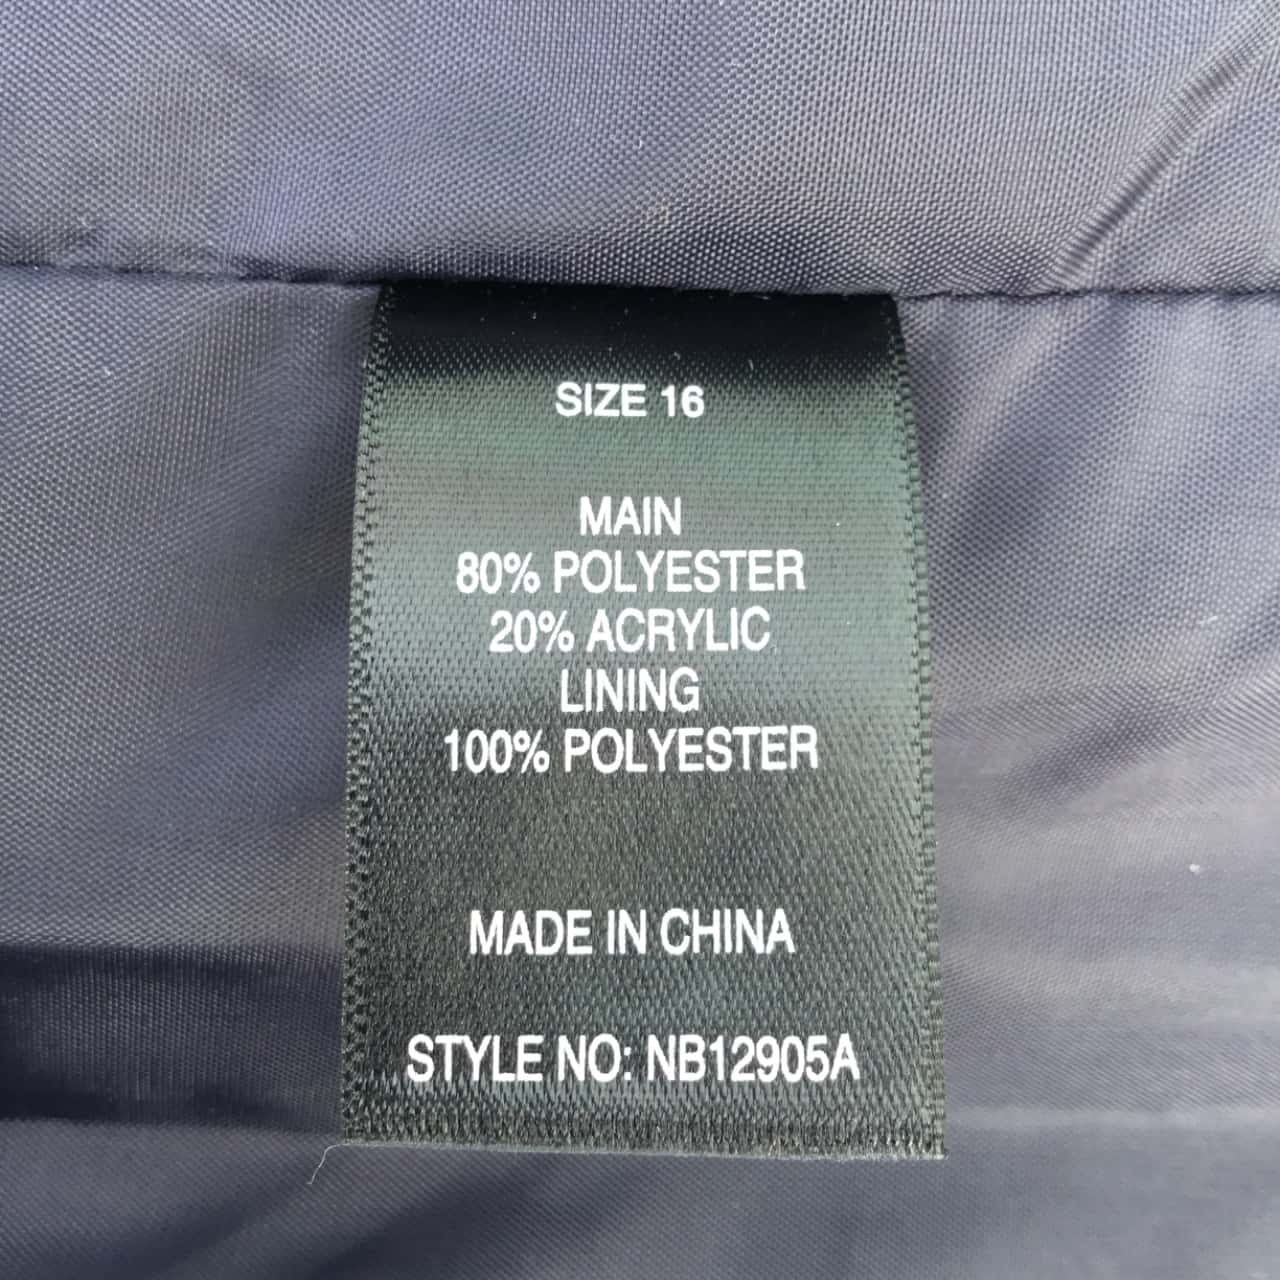 SIZE 16
MAIN
80% POLYESTER
20% ACRYLIC
LINING
100% POLYESTER
MADE IN CHINA
STYLE NO: NB12905A